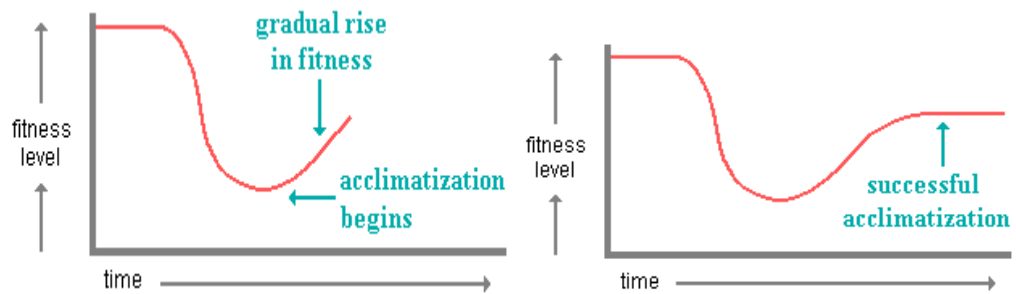 gradual rise
in fitness
fitness
level
acclimatization
begins
time
fitness
level
successful
acclimatization
time